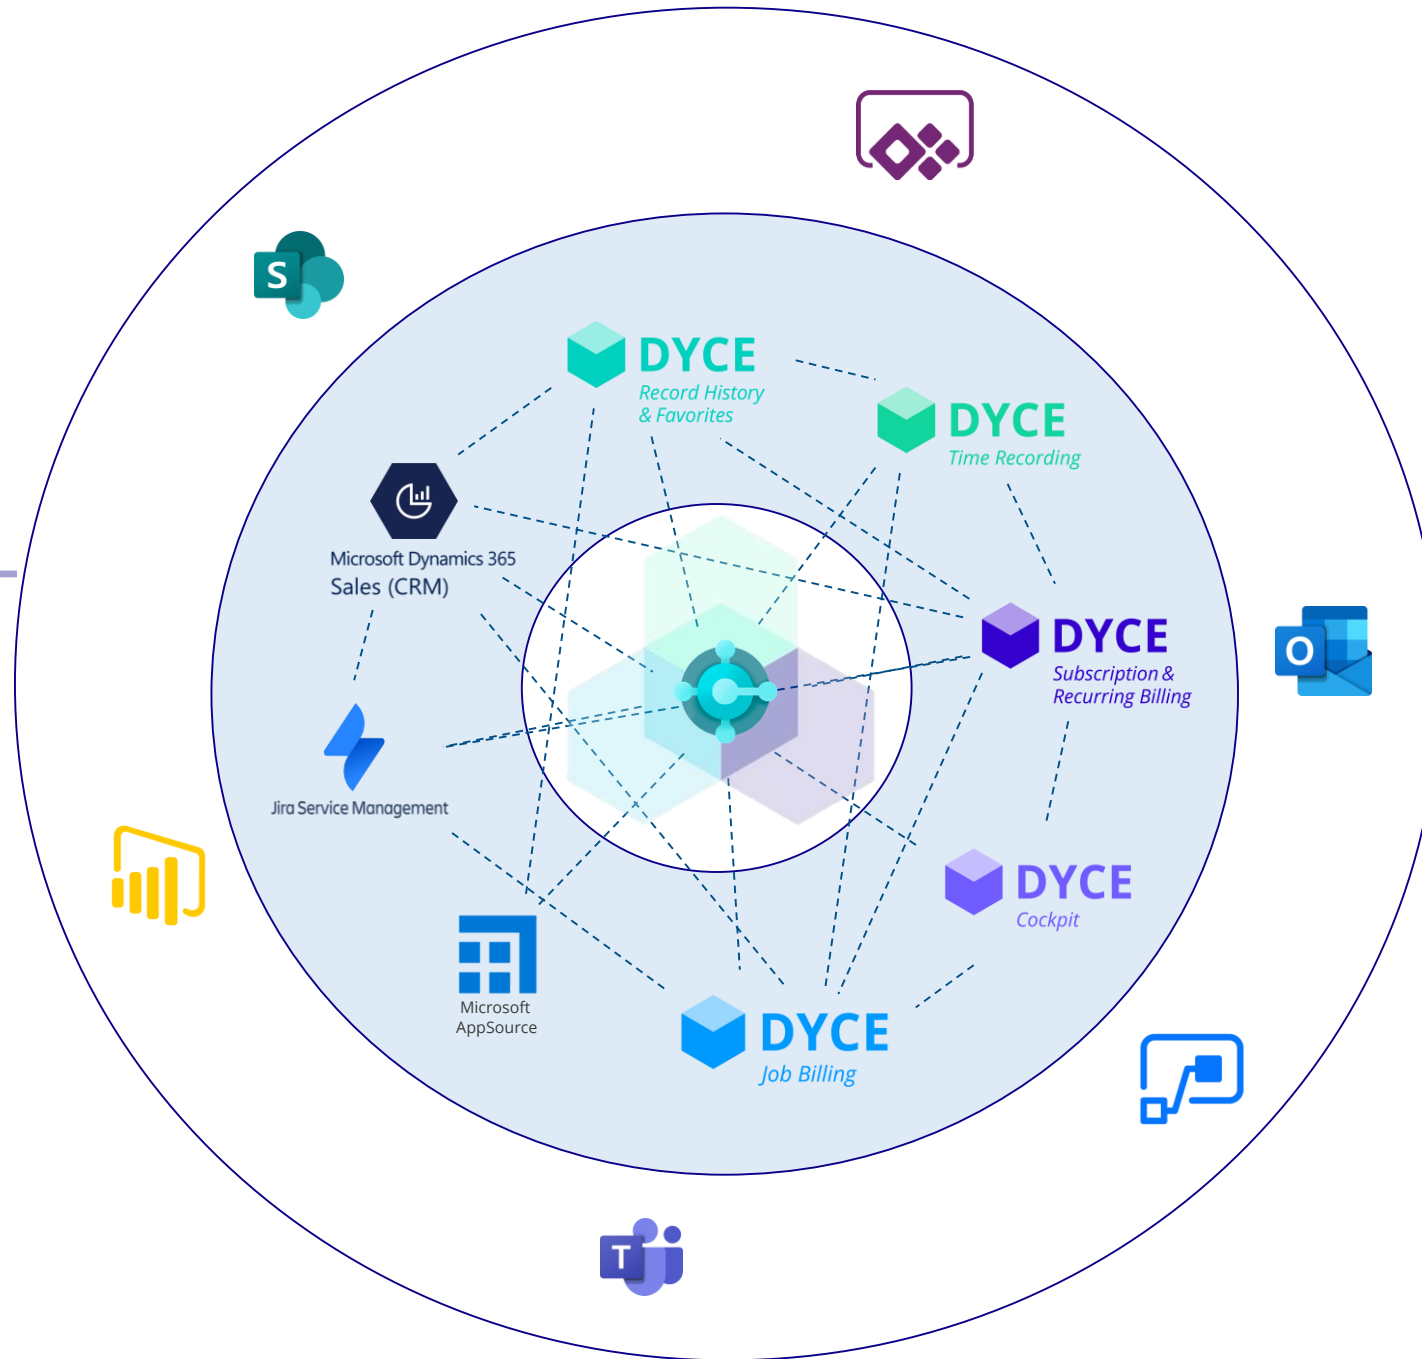 S
DYCE
Record History
& Favorites
DYCE
Time Recording
Microsoft Dynamics 365
Sales (CRM)
DYCE
Subscription &
Recurring Billing
O
Jira Service Management
DYCE
Cockpit
Microsoft
AppSource
DYCE
Job Billing
T